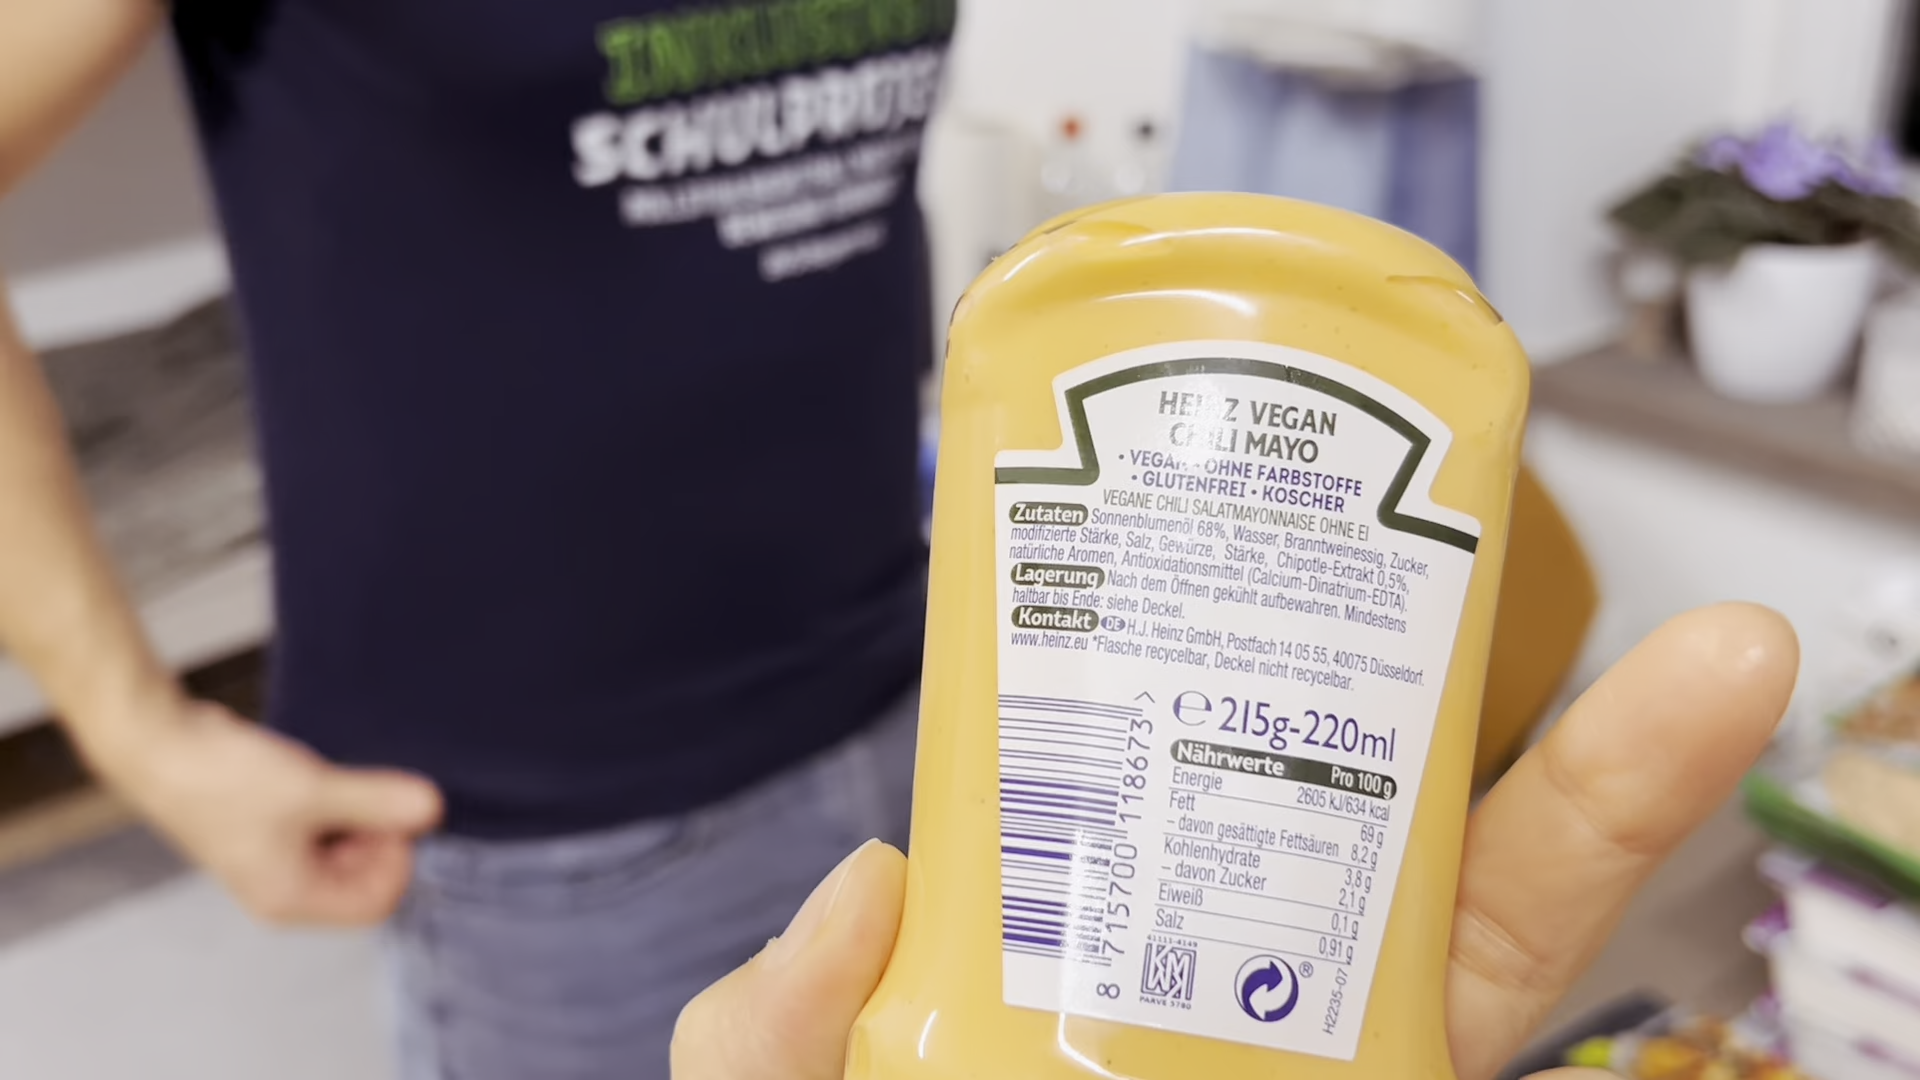 SCHULPROJE
HEINZ VEGAN
CHILI MAYO
• VEGAN • OHNE FARBSTOFFE
• GLUTENFREI • KOSCHER
VEGANE CHILI SALATMAYONNAISE OHNE EI
Zutaten Sonnenblumenöl 68%, Wasser, Branntweinessig, Zucker,
modifizierte Stärke, Salz, Gewürze, Stärke, Chipotle-Extrakt 0,5%,
natürliche Aromen, Antioxidationsmittel (Calcium-Dinatrium-EDTA).
Lagerung Nach dem Öffnen gekühlt aufbewahren. Mindestens
haltbar bis Ende: siehe Deckel.
Kontakt DE H.J. Heinz GmbH, Postfach 14 05 55, 40075 Düsseldorf.
www.heinz.eu *Flasche recycelbar, Deckel nicht recycelbar.
℮ 215g-220ml
Nährwerte Pro 100 g
Energie 2605 kJ/634 kcal
Fett 69 g
– davon gesättigte Fettsäuren 8,2 g
Kohlenhydrate 3,8 g
– davon Zucker 2,1 g
Eiweiß 0,1 g
Salz 0,91 g
8 715700 118673 >
41111-4149
KM
PARVE 5780
®
H2235-07